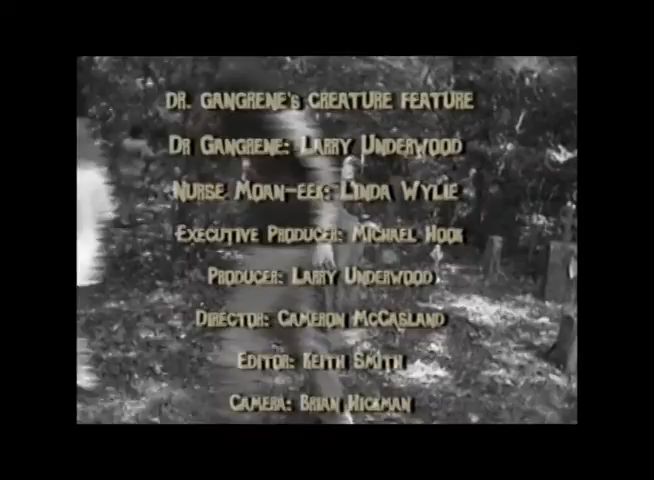 DR. GANGRENE's CREATURE FEATURE
DR GANGRENE: LARRY UNDERWOOD
NURSE MOAN-EEK: LINDA WYLIE
EXECUTIVE PRODUCER: MICHAEL HOOK
PRODUCER: LARRY UNDERWOOD
DIRECTOR: CAMERON MCCASLAND
EDITOR: KEITH SMITH
CAMERA: BRIAN HICKMAN